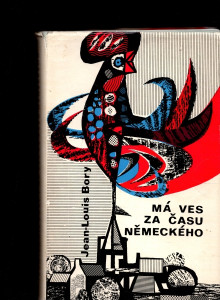 Jean-Louis Bory
MÁ VES
ZA ČASU
NĚMECKÉHO